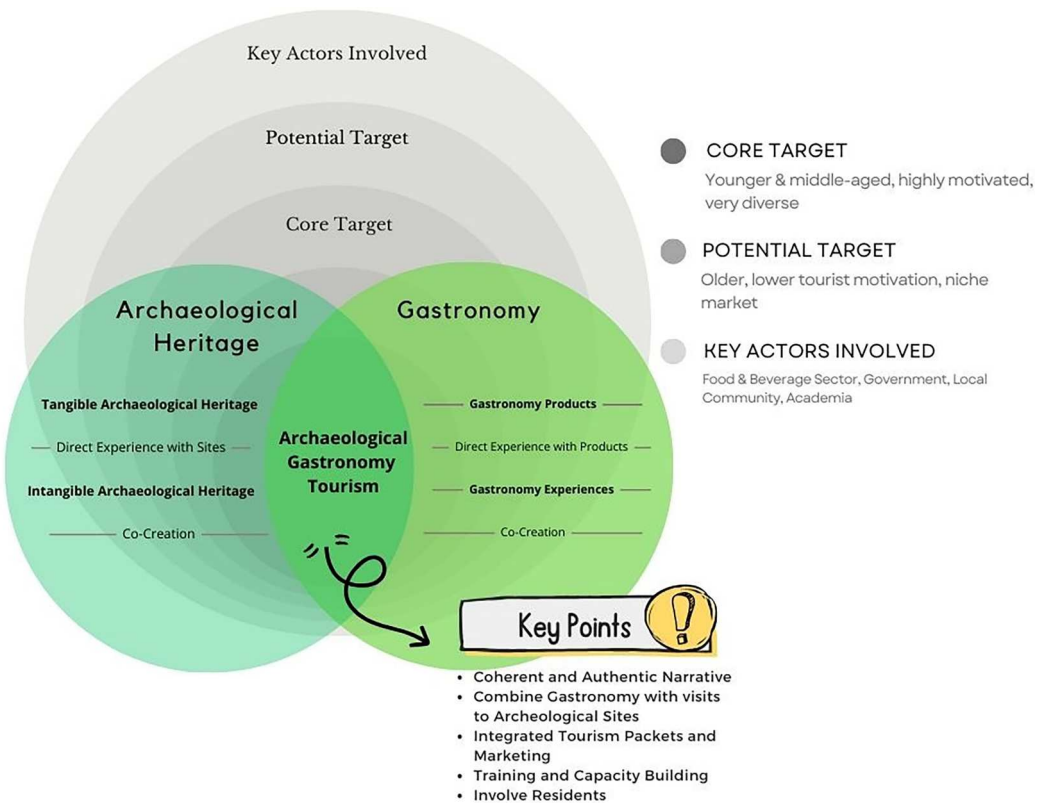 Key Actors Involved
Potential Target
Core Target
Archaeological
Heritage
Tangible Archaeological Heritage
Direct Experience with Sites
Intangible Archaeological Heritage
Co-Creation
Archaeological
Gastronomy
Tourism
Gastronomy
Gastronomy Products
Direct Experience with Products
Gastronomy Experiences
Co-Creation
CORE TARGET
Younger & middle-aged, highly motivated,
very diverse
POTENTIAL TARGET
Older, lower tourist motivation, niche
market
KEY ACTORS INVOLVED
Food & Beverage Sector, Government, Local
Community, Academia
Key Points
• Coherent and Authentic Narrative
• Combine Gastronomy with visits
to Archeological Sites
• Integrated Tourism Packets and
Marketing
• Training and Capacity Building
• Involve Residents